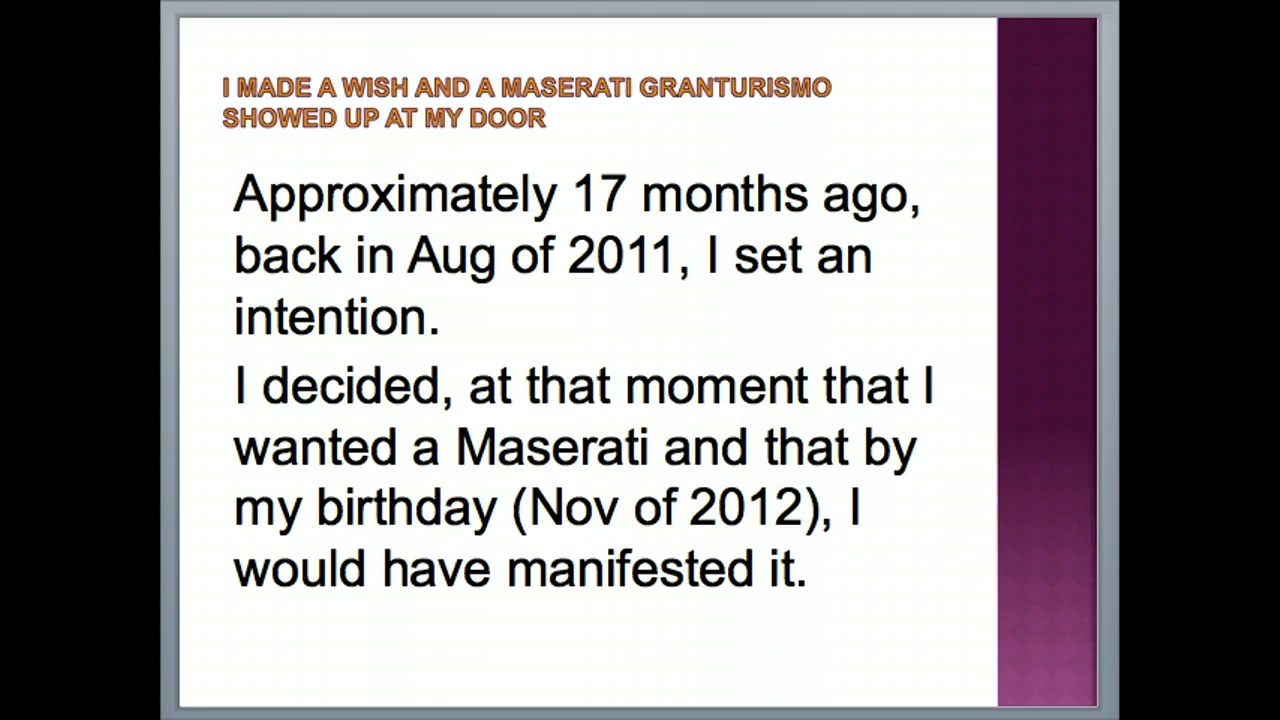 I MADE A WISH AND A MASERATI GRANTURISMO
SHOWED UP AT MY DOOR
Approximately 17 months ago,
back in Aug of 2011, I set an
intention.
I decided, at that moment that I
wanted a Maserati and that by
my birthday (Nov of 2012), I
would have manifested it.